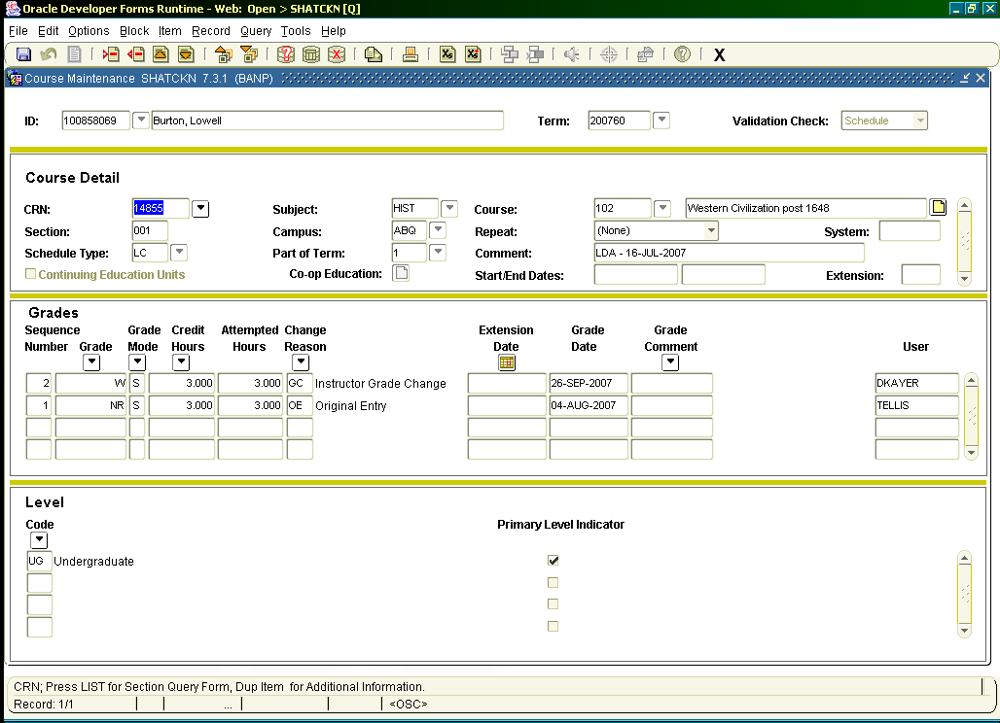 Oracle Developer Forms Runtime - Web: Open > SHATCKN [Q]
File Edit Options Block Item Record Query Tools Help
X
Course Maintenance SHATCKN 7.3.1 (BANP)
ID: 100858069 Burton, Lowell Term: 200760 Validation Check: Schedule
Course Detail
CRN: 14855 Subject: HIST Course: 102 Western Civilization post 1648
Section: 001 Campus: ABQ Repeat: (None) System:
Schedule Type: LC Part of Term: 1 Comment: LDA - 16-JUL-2007
Continuing Education Units Co-op Education: Start/End Dates: Extension:
Grades
Sequence Grade Credit Attempted Change Extension Grade Grade
Number Grade Mode Hours Hours Reason Date Date Comment User
2 W S 3.000 3.000 GC Instructor Grade Change 26-SEP-2007 DKAYER
1 NR S 3.000 3.000 OE Original Entry 04-AUG-2007 TELLIS
Level
Code Primary Level Indicator
UG Undergraduate
CRN; Press LIST for Section Query Form, Dup Item for Additional Information.
Record: 1/1 ... <OSC>